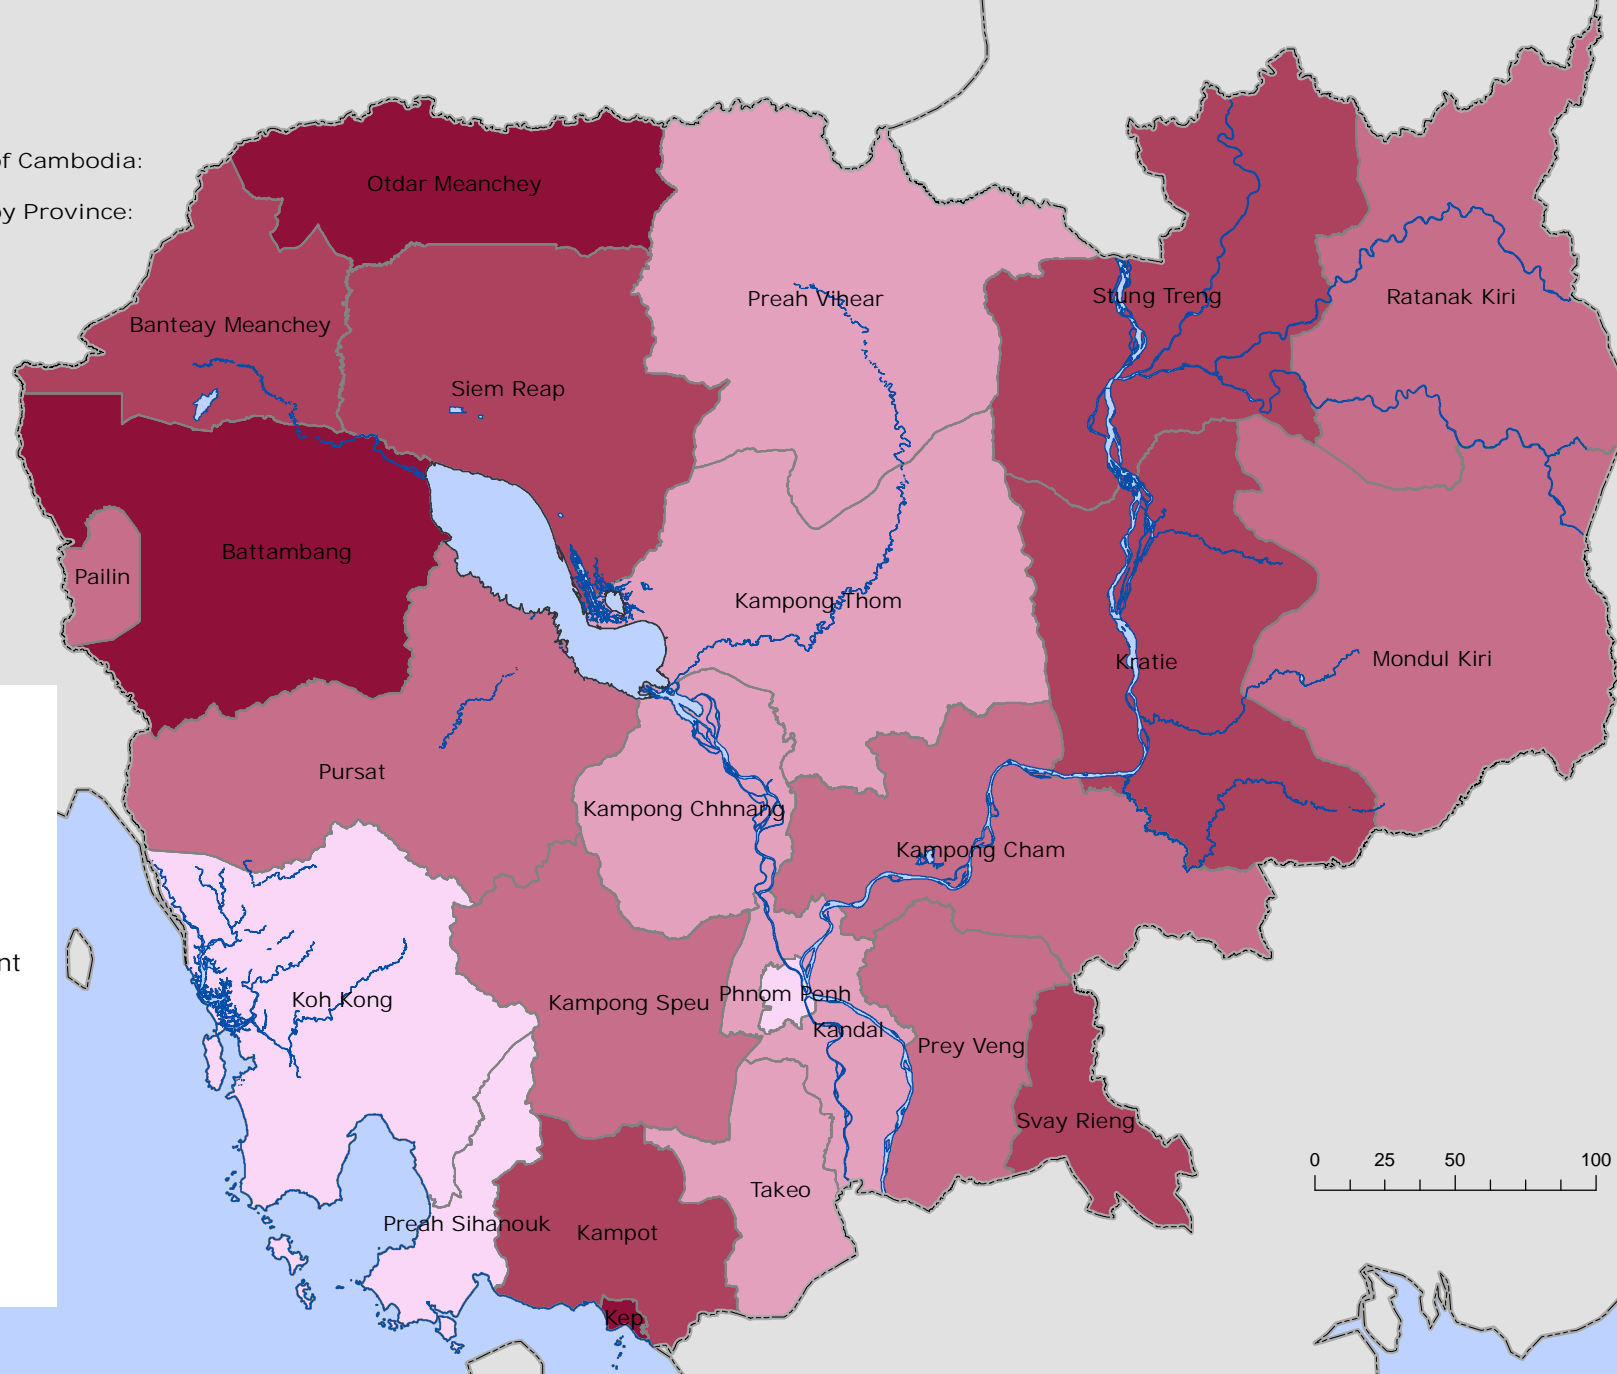 of Cambodia:
by Province:
Otdar Meanchey
Preah Vihear
Stung Treng
Ratanak Kiri
Banteay Meanchey
Siem Reap
Battambang
Pailin
Kampong Thom
Kratie
Mondul Kiri
Pursat
Kampong Chhnang
Kampong Cham
nt
Koh Kong
Kampong Speu
Phnom Penh
Kandal
Prey Veng
Svay Rieng
0 25 50 100
Takeo
Preah Sihanouk
Kampot
Kep